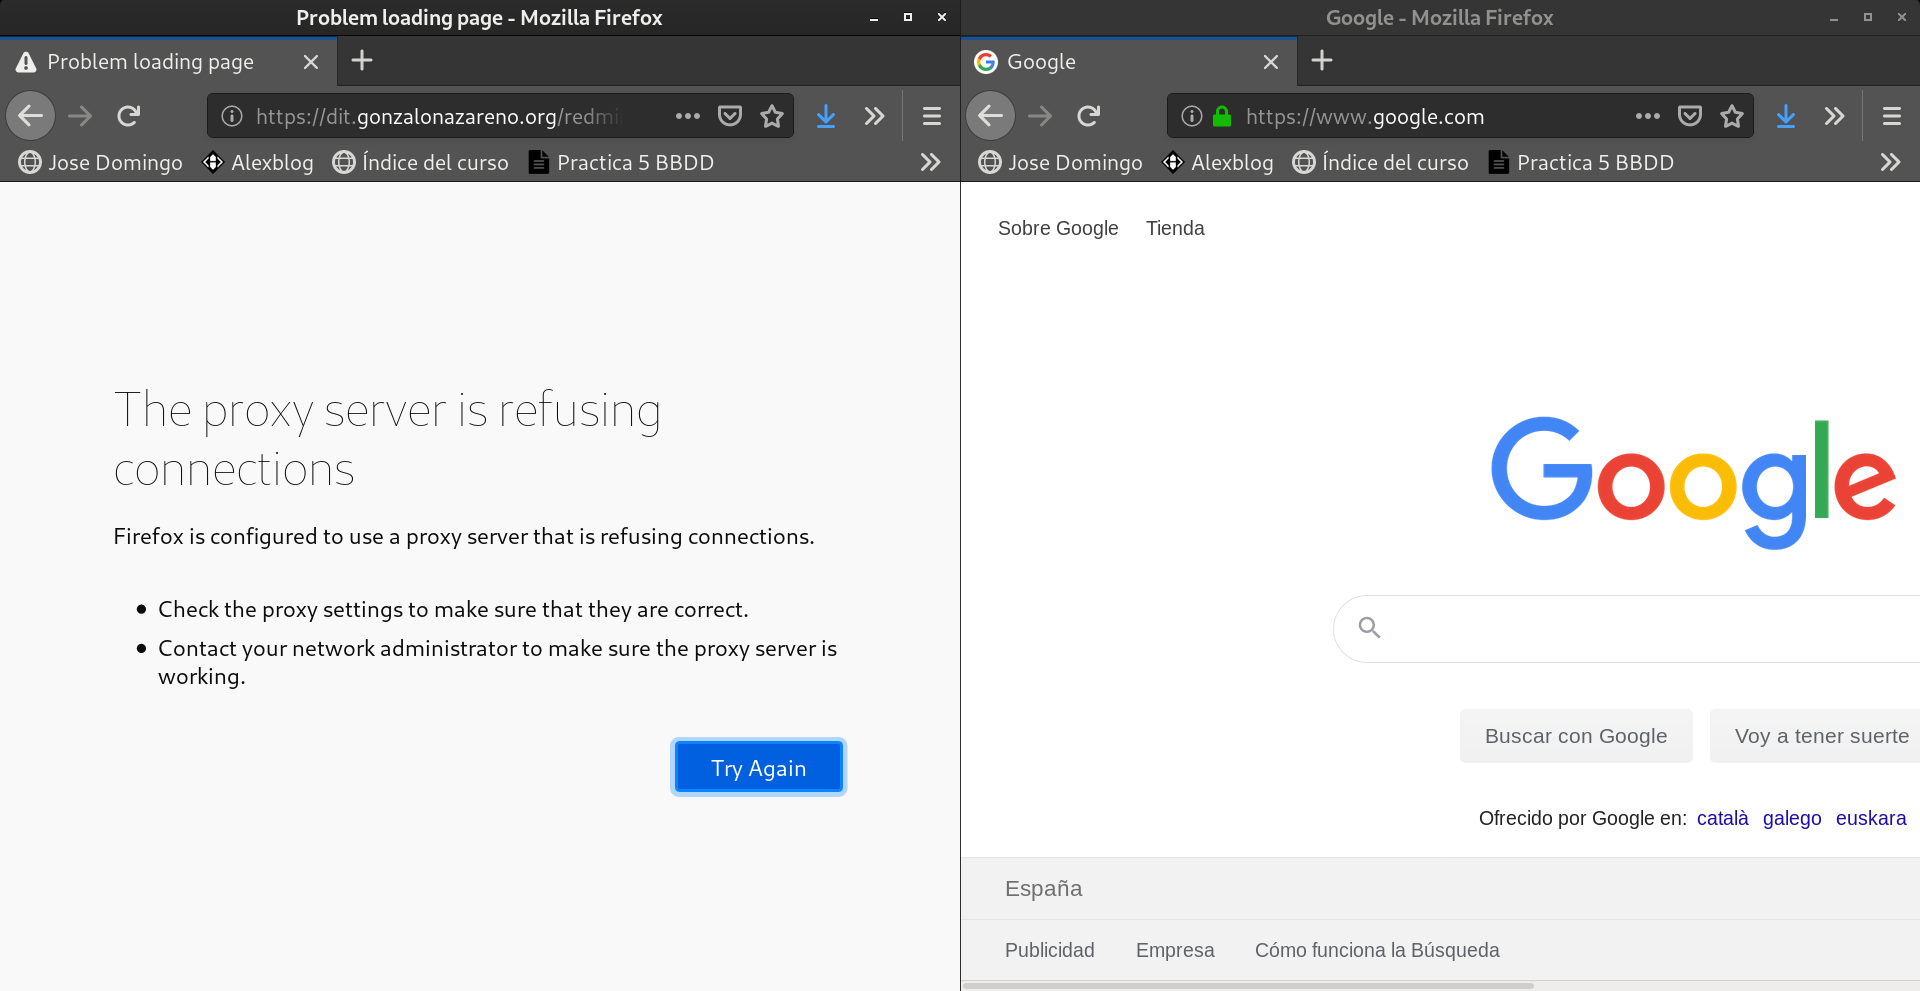 Problem loading page - Mozilla Firefox
Problem loading page
https://dit.gonzalonazareno.org/redmi
Jose Domingo Alexblog Índice del curso Practica 5 BBDD
The proxy server is refusing
connections
Firefox is configured to use a proxy server that is refusing connections.
Check the proxy settings to make sure that they are correct.
Contact your network administrator to make sure the proxy server is
working.
Try Again
Google - Mozilla Firefox
Google
https://www.google.com
Jose Domingo Alexblog Índice del curso Practica 5 BBDD
Sobre Google Tienda
Google
Buscar con Google Voy a tener suerte
Ofrecido por Google en: català galego euskara
España
Publicidad Empresa Cómo funciona la Búsqueda